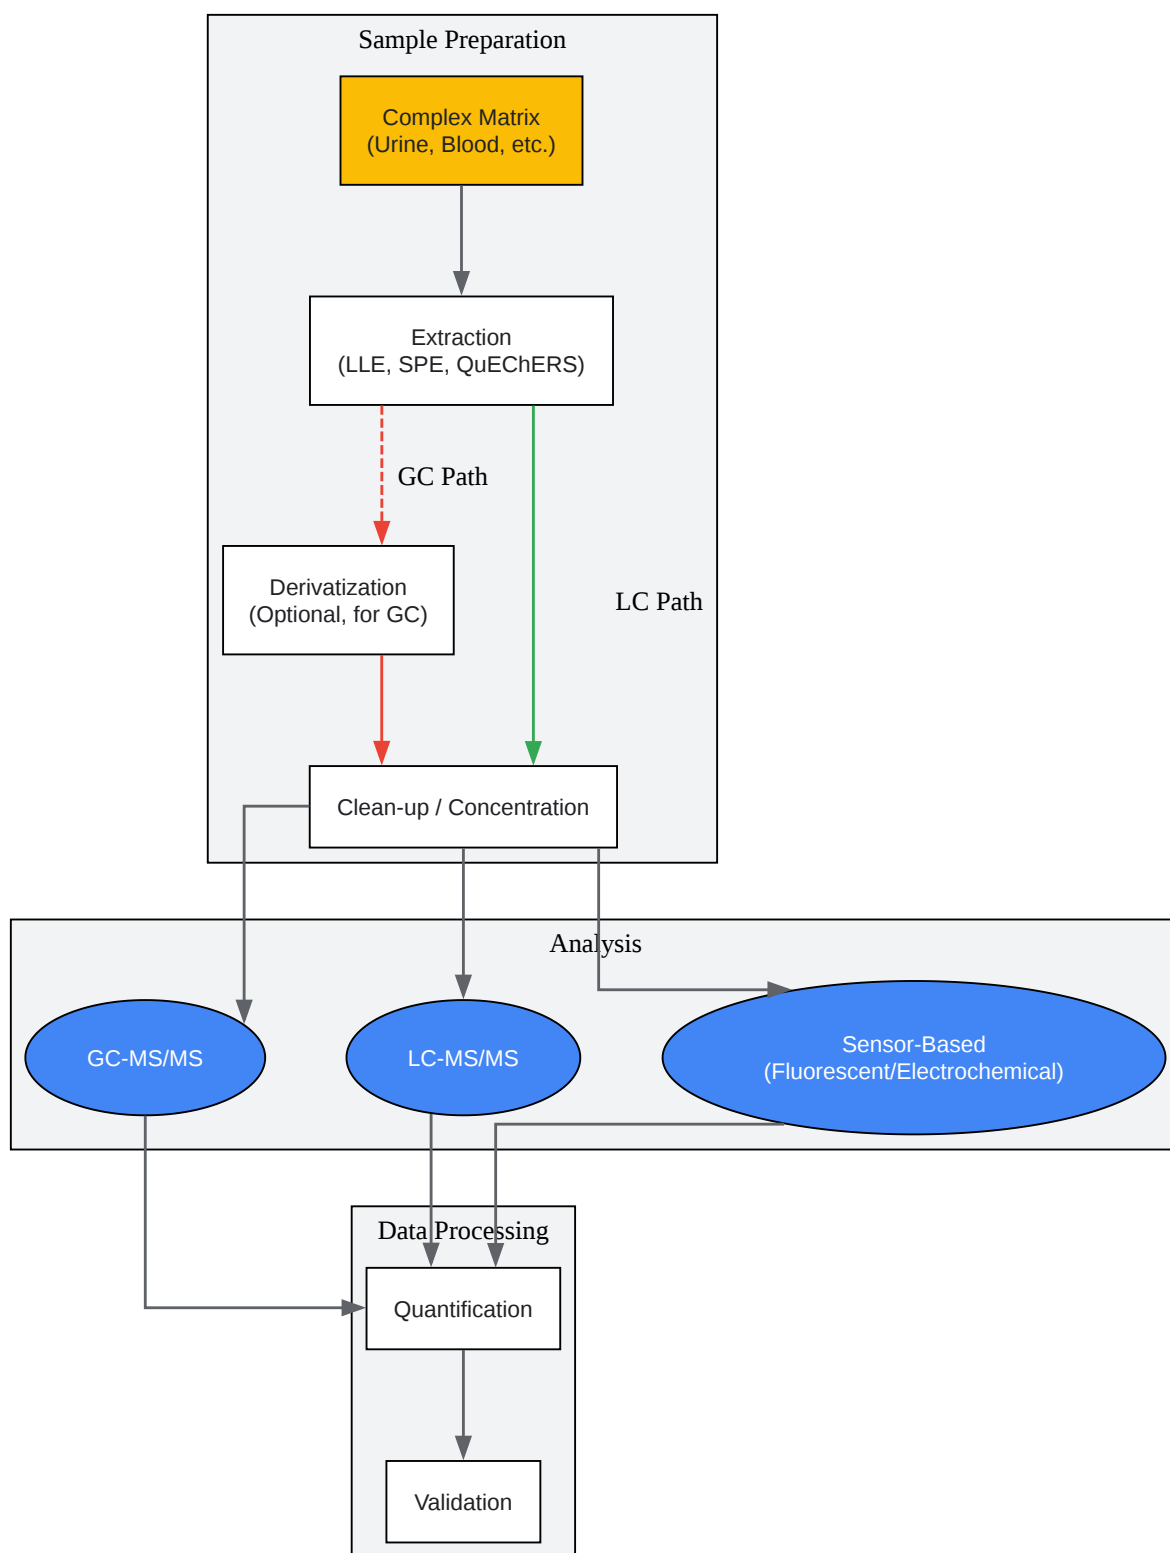 Sample Preparation
Complex Matrix
(Urine, Blood, etc.)
Extraction
(LLE, SPE, QuEChERS)
GC Path
Derivatization
(Optional, for GC)
LC Path
Clean-up / Concentration
Analysis
GC-MS/MS
LC-MS/MS
Sensor-Based
(Fluorescent/Electrochemical)
Data Processing
Quantification
Validation